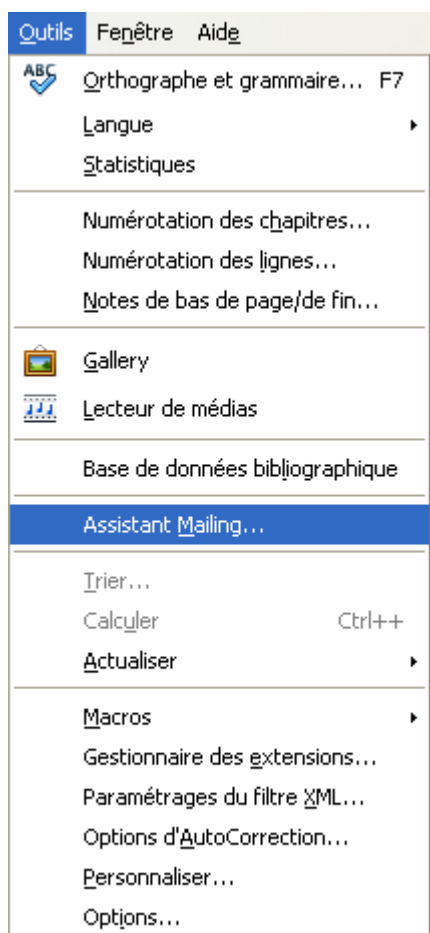 Outils Fenêtre Aide
ABC Orthographe et grammaire... F7
Langue
Statistiques
Numérotation des chapitres...
Numérotation des lignes...
Notes de bas de page/de fin...
Gallery
Lecteur de médias
Base de données bibliographique
Assistant Mailing...
Trier...
Calculer Ctrl++
Actualiser
Macros
Gestionnaire des extensions...
Paramétrages du filtre XML...
Options d'AutoCorrection...
Personnaliser...
Options...